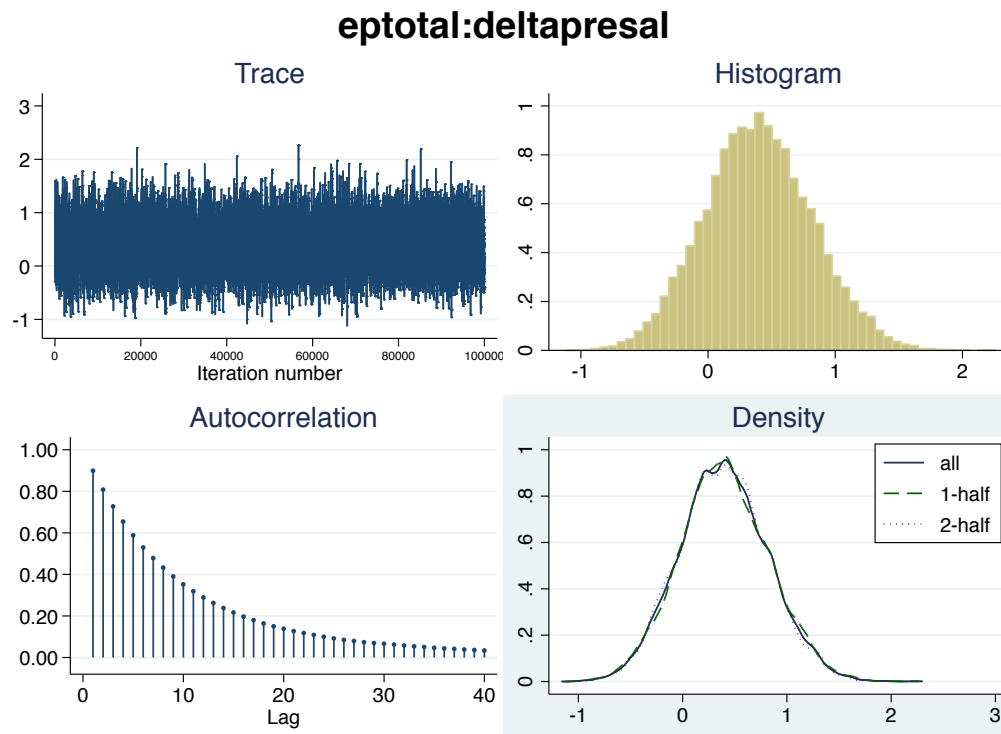 eptotal:deltapresal
Trace
3
2
1
0
-1
0 20000 40000 60000 80000 100000
Iteration number
Histogram
1
.8
.6
.4
.2
0
-1 0 1 2
Autocorrelation
1.00
0.80
0.60
0.40
0.20
0.00
0 10 20 30 40
Lag
Density
1
.8
.6
.4
.2
0
-1 0 1 2 3
all
1-half
2-half